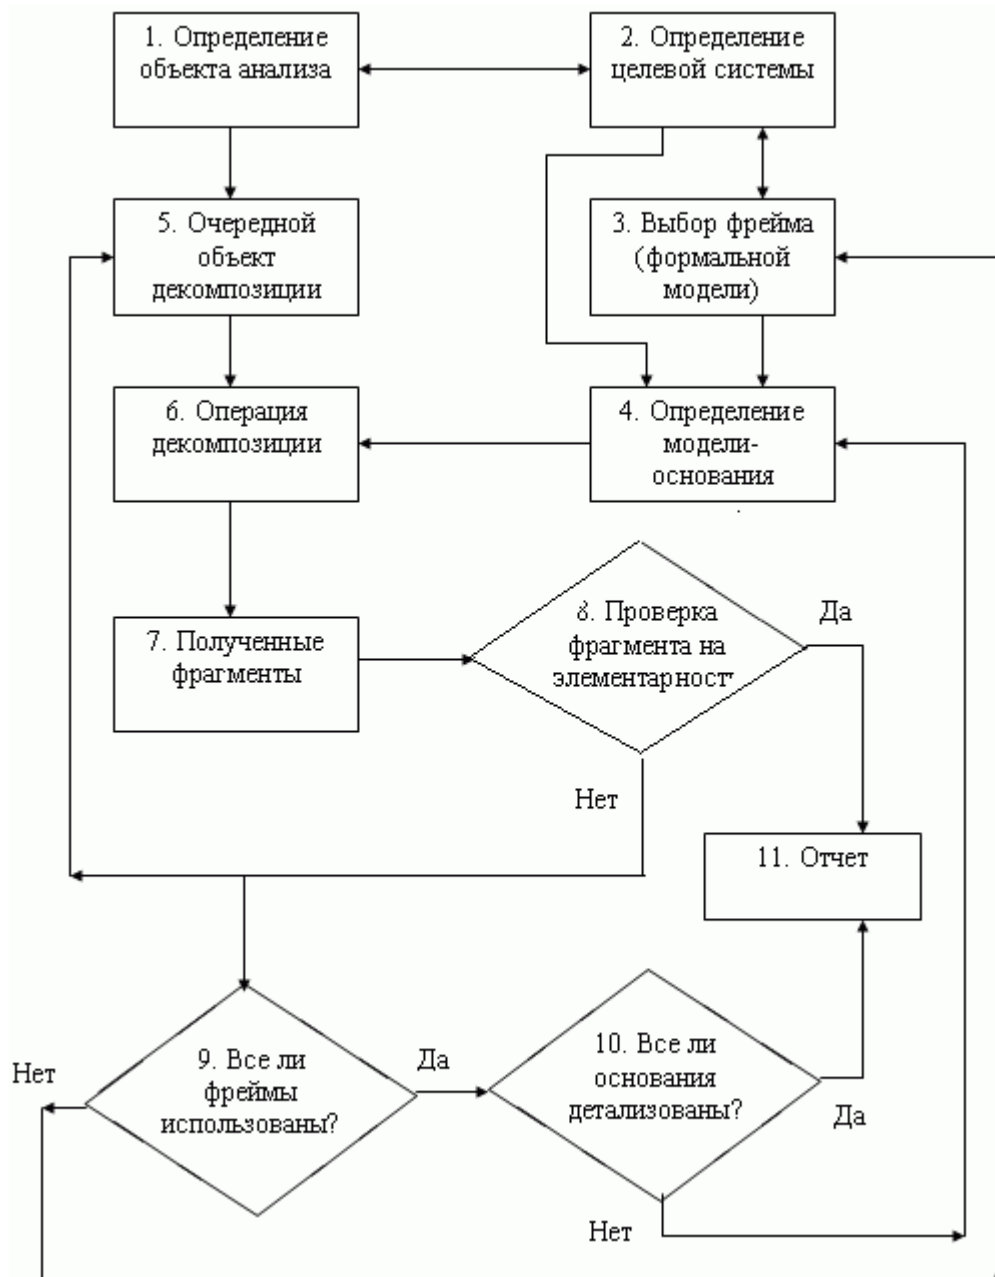 1. Определение
объекта анализа
2. Определение
целевой системы
5. Очередной
объект
декомпозиции
3. Выбор фрейма
(формальной
модели)
6. Операция
декомпозиции
4. Определение
модели-
основания
7. Полученные
фрагменты
8. Проверка
фрагмента на
элементарност
Да
Нет
11. Отчет
9. Все ли
фреймы
использованы?
Нет
Да
10. Все ли
основания
детализованы?
Да
Нет